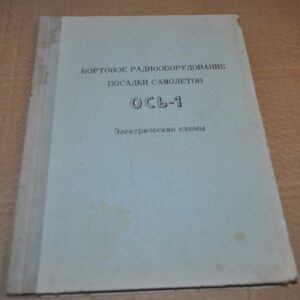 БОРТОВОЕ РАДИООБОРУДОВАНИЕ
ПОСАДКИ САМОЛЕТОВ
ОСЬ-1
Электрические схемы